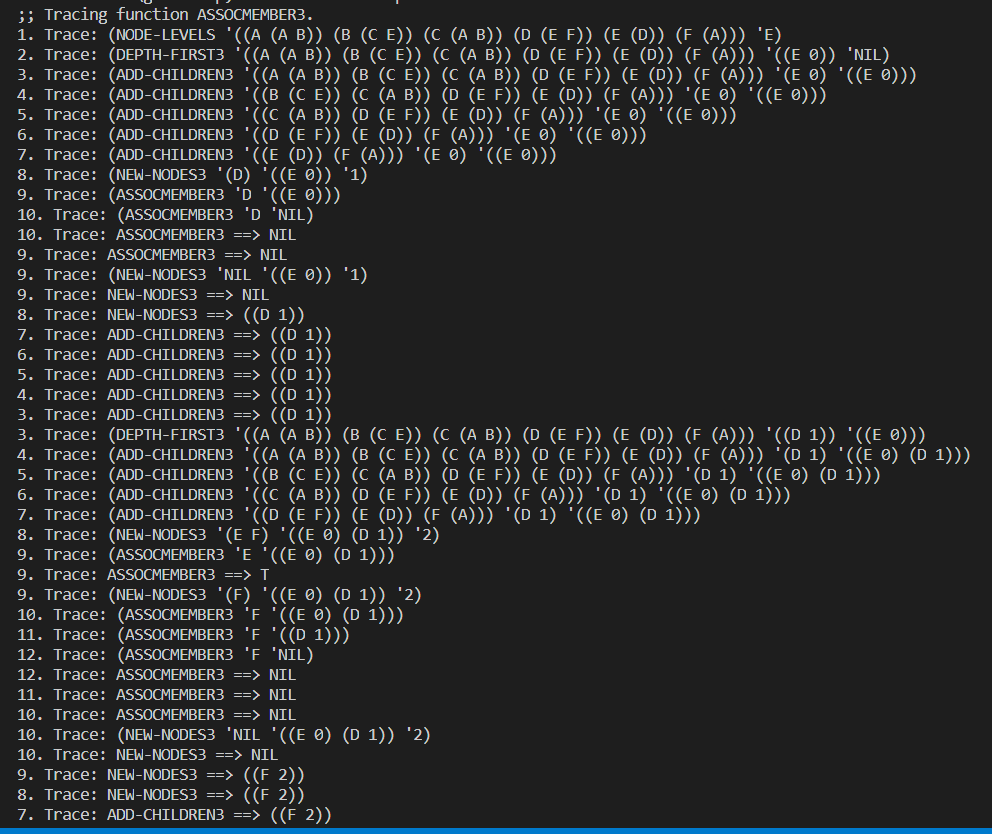 ;; Tracing function ASSOCMEMBER3.
1. Trace: (NODE-LEVELS '((A (A B)) (B (C E)) (C (A B)) (D (E F)) (E (D)) (F (A))) 'E)
2. Trace: (DEPTH-FIRST3 '((A (A B)) (B (C E)) (C (A B)) (D (E F)) (E (D)) (F (A))) '((E 0)) 'NIL)
3. Trace: (ADD-CHILDREN3 '((A (A B)) (B (C E)) (C (A B)) (D (E F)) (E (D)) (F (A))) '(E 0) '((E 0)))
4. Trace: (ADD-CHILDREN3 '((B (C E)) (C (A B)) (D (E F)) (E (D)) (F (A))) '(E 0) '((E 0)))
5. Trace: (ADD-CHILDREN3 '((C (A B)) (D (E F)) (E (D)) (F (A))) '(E 0) '((E 0)))
6. Trace: (ADD-CHILDREN3 '((D (E F)) (E (D)) (F (A))) '(E 0) '((E 0)))
7. Trace: (ADD-CHILDREN3 '((E (D)) (F (A))) '(E 0) '((E 0)))
8. Trace: (NEW-NODES3 '(D) '((E 0)) '1)
9. Trace: (ASSOCMEMBER3 'D '((E 0)))
10. Trace: (ASSOCMEMBER3 'D 'NIL)
10. Trace: ASSOCMEMBER3 ==> NIL
9. Trace: ASSOCMEMBER3 ==> NIL
9. Trace: (NEW-NODES3 'NIL '((E 0)) '1)
9. Trace: NEW-NODES3 ==> NIL
8. Trace: NEW-NODES3 ==> ((D 1))
7. Trace: ADD-CHILDREN3 ==> ((D 1))
6. Trace: ADD-CHILDREN3 ==> ((D 1))
5. Trace: ADD-CHILDREN3 ==> ((D 1))
4. Trace: ADD-CHILDREN3 ==> ((D 1))
3. Trace: ADD-CHILDREN3 ==> ((D 1))
3. Trace: (DEPTH-FIRST3 '((A (A B)) (B (C E)) (C (A B)) (D (E F)) (E (D)) (F (A))) '((D 1)) '((E 0)))
4. Trace: (ADD-CHILDREN3 '((A (A B)) (B (C E)) (C (A B)) (D (E F)) (E (D)) (F (A))) '(D 1) '((E 0) (D 1)))
5. Trace: (ADD-CHILDREN3 '((B (C E)) (C (A B)) (D (E F)) (E (D)) (F (A))) '(D 1) '((E 0) (D 1)))
6. Trace: (ADD-CHILDREN3 '((C (A B)) (D (E F)) (E (D)) (F (A))) '(D 1) '((E 0) (D 1)))
7. Trace: (ADD-CHILDREN3 '((D (E F)) (E (D)) (F (A))) '(D 1) '((E 0) (D 1)))
8. Trace: (NEW-NODES3 '(E F) '((E 0) (D 1)) '2)
9. Trace: (ASSOCMEMBER3 'E '((E 0) (D 1)))
9. Trace: ASSOCMEMBER3 ==> T
9. Trace: (NEW-NODES3 '(F) '((E 0) (D 1)) '2)
10. Trace: (ASSOCMEMBER3 'F '((E 0) (D 1)))
11. Trace: (ASSOCMEMBER3 'F '((D 1)))
12. Trace: (ASSOCMEMBER3 'F 'NIL)
12. Trace: ASSOCMEMBER3 ==> NIL
11. Trace: ASSOCMEMBER3 ==> NIL
10. Trace: ASSOCMEMBER3 ==> NIL
10. Trace: (NEW-NODES3 'NIL '((E 0) (D 1)) '2)
10. Trace: NEW-NODES3 ==> NIL
9. Trace: NEW-NODES3 ==> ((F 2))
8. Trace: NEW-NODES3 ==> ((F 2))
7. Trace: ADD-CHILDREN3 ==> ((F 2))